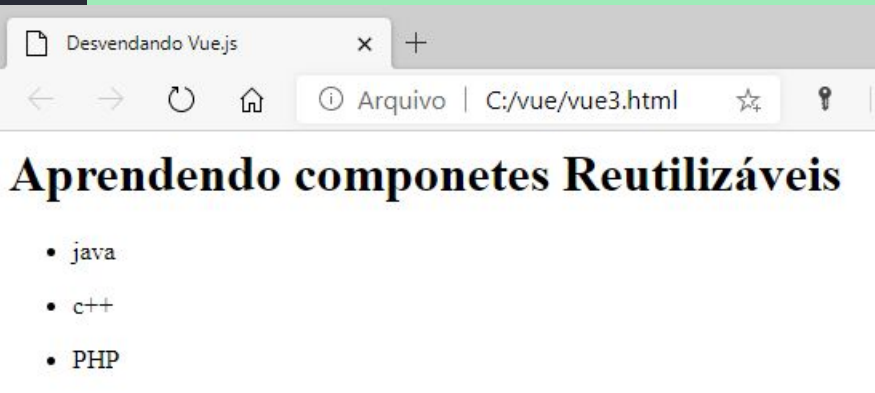 Desvendando Vue.js
Arquivo | C:/vue/vue3.html
Aprendendo componetes Reutilizáveis
• java
• c++
• PHP